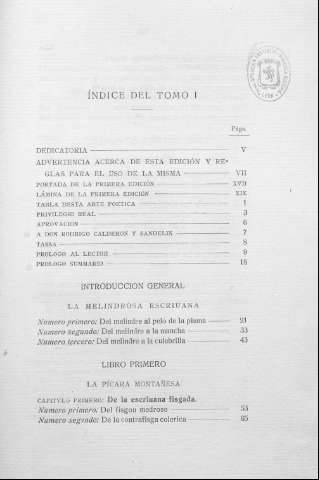 ÍNDICE DEL TOMO I
Págs.
DEDICATORIA V
ADVERTENCIA ACERCA DE ESTA EDICIÓN Y RE-
GLAS PARA EL USO DE LA MISMA VII
PORTADA DE LA PRIMERA EDICIÓN XVII
LÁMINA DE LA PRIMERA EDICIÓN XIX
TABLA DESTA ARTE POETICA 1
PRIVILEGIO REAL 3
APROVACION 6
A DON RODRIGO CALDERON Y SANDELIN 7
TASSA 8
PROLOGO AL LECTOR 9
PROLOGO SUMMARIO 18
INTRODUCCION GENERAL
LA MELINDROSA ESCRIUANA
Numero primero: Del melindre al pelo de la pluma 21
Numero segundo: Del melindre a la mancha 33
Numero tercero: Del melindre a la culebrilla 43
LIBRO PRIMERO
LA PÍCARA MONTAÑESA
CAPITULO PRIMERO: De la escriuana fisgada.
Numero primero: Del fisgon medroso 53
Numero segundo: De la contrafisga colerica 65